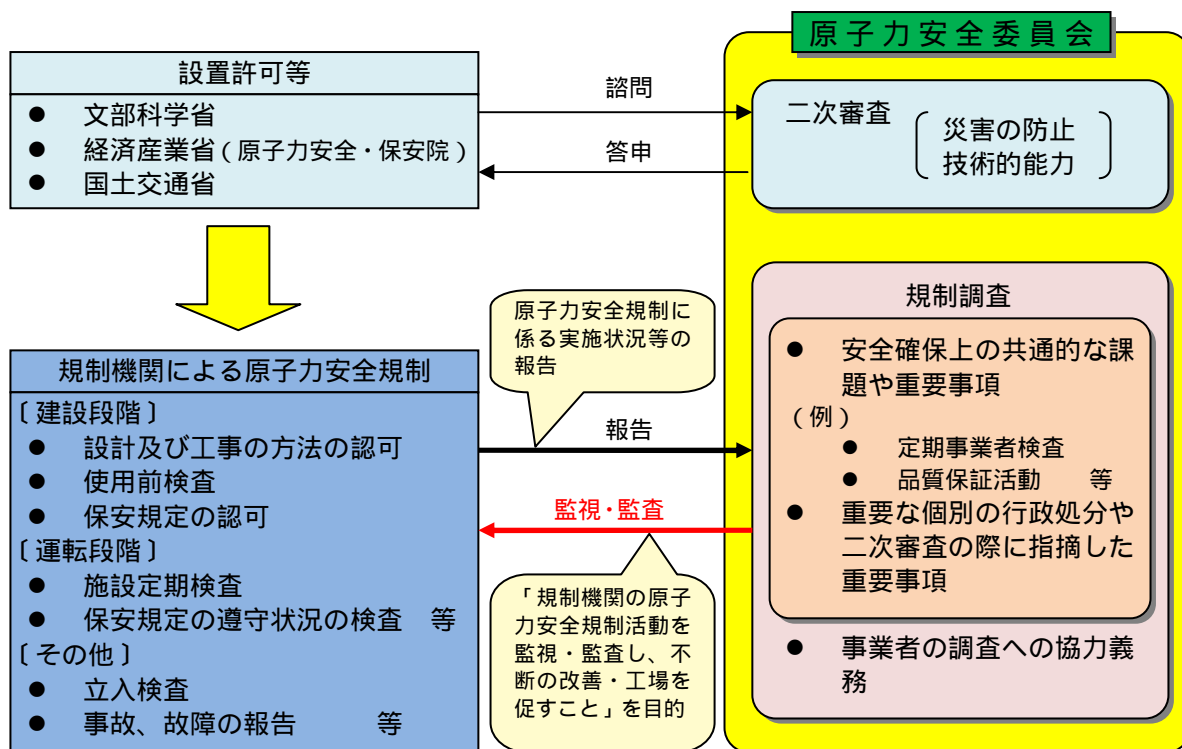 原子力安全委員会
設置許可等
● 文部科学省
● 経済産業省(原子力安全・保安院)
● 国土交通省
諮問
答申
二次審査
災害の防止
技術的能力
規制機関による原子力安全規制
〔建設段階〕
● 設計及び工事の方法の認可
● 使用前検査
● 保安規定の認可
〔運転段階〕
● 施設定期検査
● 保安規定の遵守状況の検査 等
〔その他〕
● 立入検査
● 事故、故障の報告 等
原子力安全規制に
係る実施状況等の
報告
報告
監視・監査
「規制機関の原子
力安全規制活動を
監視・監査し、不
断の改善・工場を
促すこと」を目的
規制調査
● 安全確保上の共通的な課
題や重要事項
(例)
● 定期事業者検査
● 品質保証活動 等
● 重要な個別の行政処分や
二次審査の際に指摘した
重要事項
● 事業者の調査への協力義
務